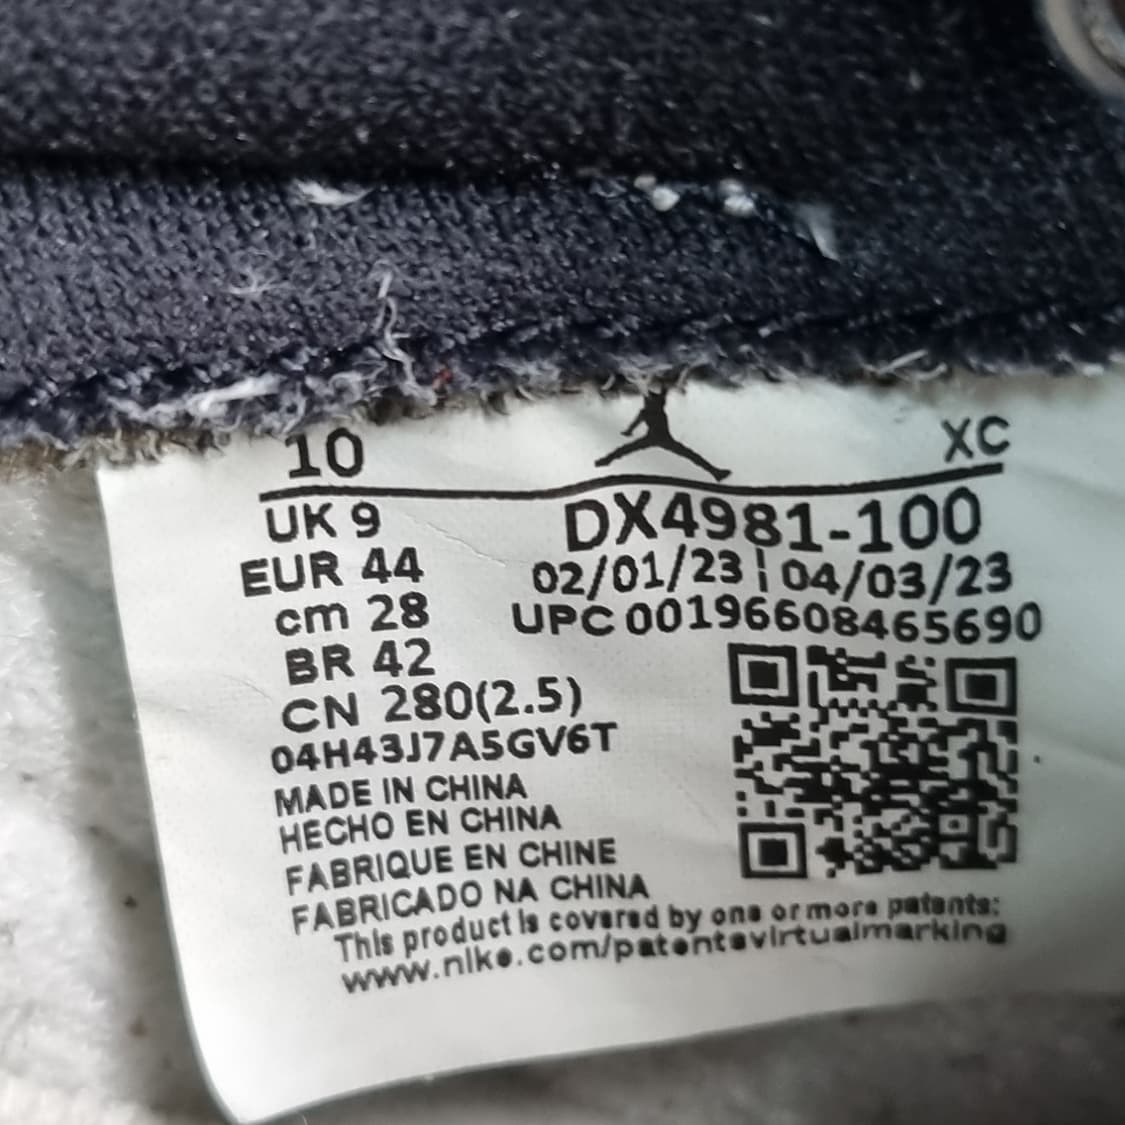 10 XC
UK 9 DX4981-100
EUR 44 02/01/23 ¦ 04/03/23
cm 28 UPC 00196608465690
BR 42
CN 280(2.5)
04H43J7A5GV6T
MADE IN CHINA
HECHO EN CHINA
FABRIQUE EN CHINE
FABRICADO NA CHINA
This product is covered by one or more patents:
www.nike.com/patentsvirtualmarking